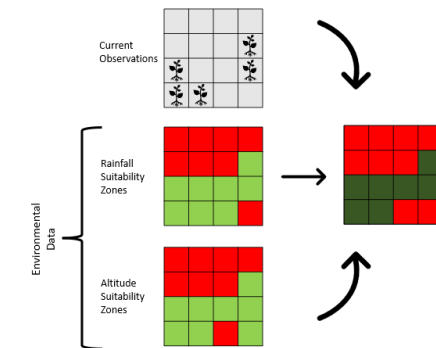 Current
Observations
Rainfall
Suitability
Zones
Environmental
Data
Altitude
Suitability
Zones